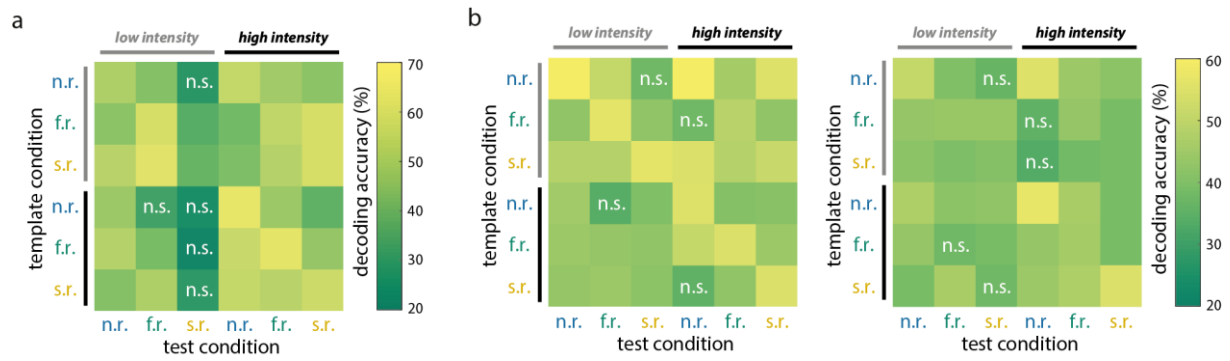 a
low intensity high intensity
n.r. n.s.
f.r.
s.r.
n.r. n.s. n.s.
f.r. n.s.
s.r. n.s.
n.r. f.r. s.r. n.r. f.r. s.r.
test condition
template condition
70
60
50
40
30
20
decoding accuracy (%)
b
low intensity high intensity
n.r. n.s.
f.r. n.s.
s.r.
n.r. n.s.
f.r.
s.r. n.s.
n.r. f.r. s.r. n.r. f.r. s.r.
test condition
template condition
low intensity high intensity
n.r. n.s.
f.r. n.s.
s.r. n.s.
n.r.
f.r. n.s.
s.r. n.s.
n.r. f.r. s.r. n.r. f.r. s.r.
test condition
template condition
60
50
40
30
20
decoding accuracy (%)